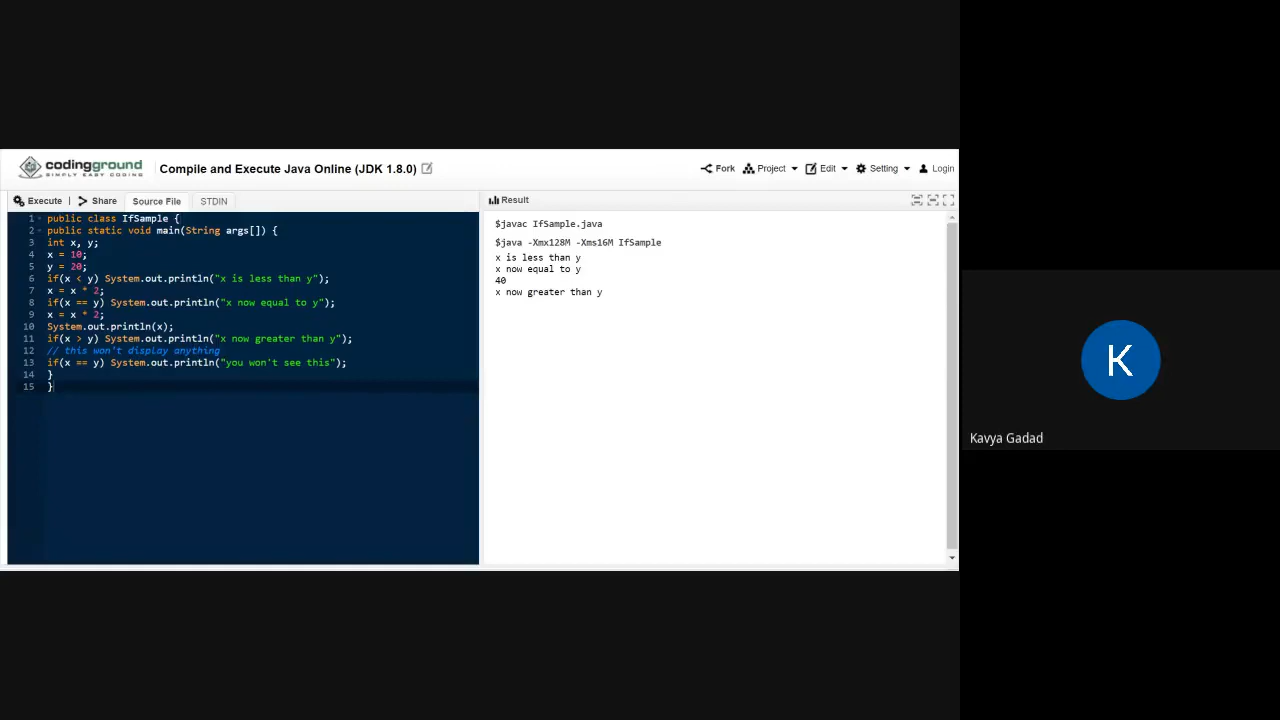 codingground
SIMPLY EASY CODING
Compile and Execute Java Online (JDK 1.8.0)
Fork Project Edit Setting Login
Execute | Share Source File STDIN
1 public class IfSample {
2 public static void main(String args[]) {
3 int x, y;
4 x = 10;
5 y = 20;
6 if(x < y) System.out.println("x is less than y");
7 x = x * 2;
8 if(x == y) System.out.println("x now equal to y");
9 x = x * 2;
10 System.out.println(x);
11 if(x > y) System.out.println("x now greater than y");
12 // this won't display anything
13 if(x == y) System.out.println("you won't see this");
14 }
15 }
Result
$javac IfSample.java
$java -Xmx128M -Xms16M IfSample
x is less than y
x now equal to y
40
x now greater than y
K
Kavya Gadad